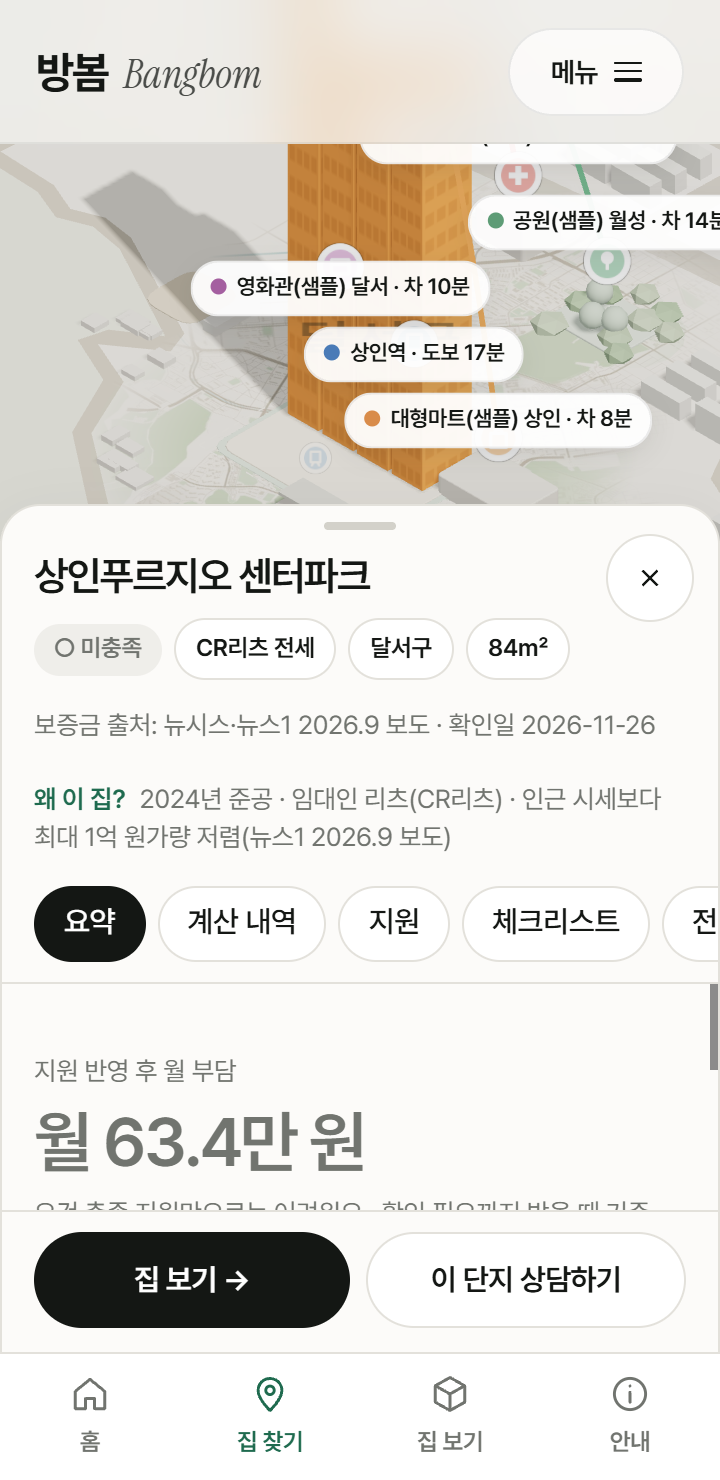 방봄 Bangbom
메뉴
공원(샘플) 월성 · 차 14분
영화관(샘플) 달서 · 차 10분
상인역 · 도보 17분
대형마트(샘플) 상인 · 차 8분
상인푸르지오 센터파크
미충족
CR리츠 전세
달서구
84m²
보증금 출처: 뉴시스·뉴스1 2026.9 보도 · 확인일 2026-11-26
왜 이 집? 2024년 준공 · 임대인 리츠(CR리츠) · 인근 시세보다
최대 1억 원가량 저렴(뉴스1 2026.9 보도)
요약
계산 내역
지원
체크리스트
전
지원 반영 후 월 부담
월 63.4만 원
집 보기 →
이 단지 상담하기
홈
집 찾기
집 보기
안내